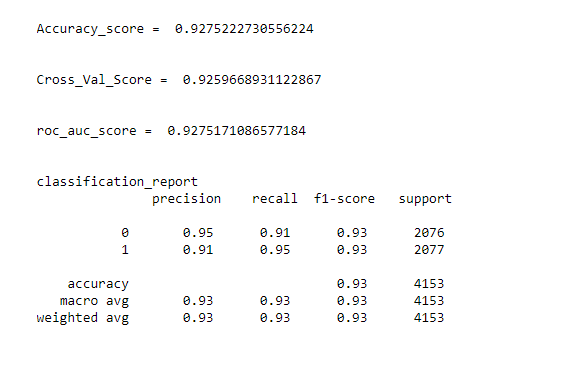 Accuracy_score =  0.9275222730556224
Cross_Val_Score =  0.9259668931122867
roc_auc_score =  0.9275171086577184
classification_report
precision    recall  f1-score   support
0       0.95      0.91      0.93      2076
1       0.91      0.95      0.93      2077
accuracy                           0.93      4153
macro avg       0.93      0.93      0.93      4153
weighted avg       0.93      0.93      0.93      4153